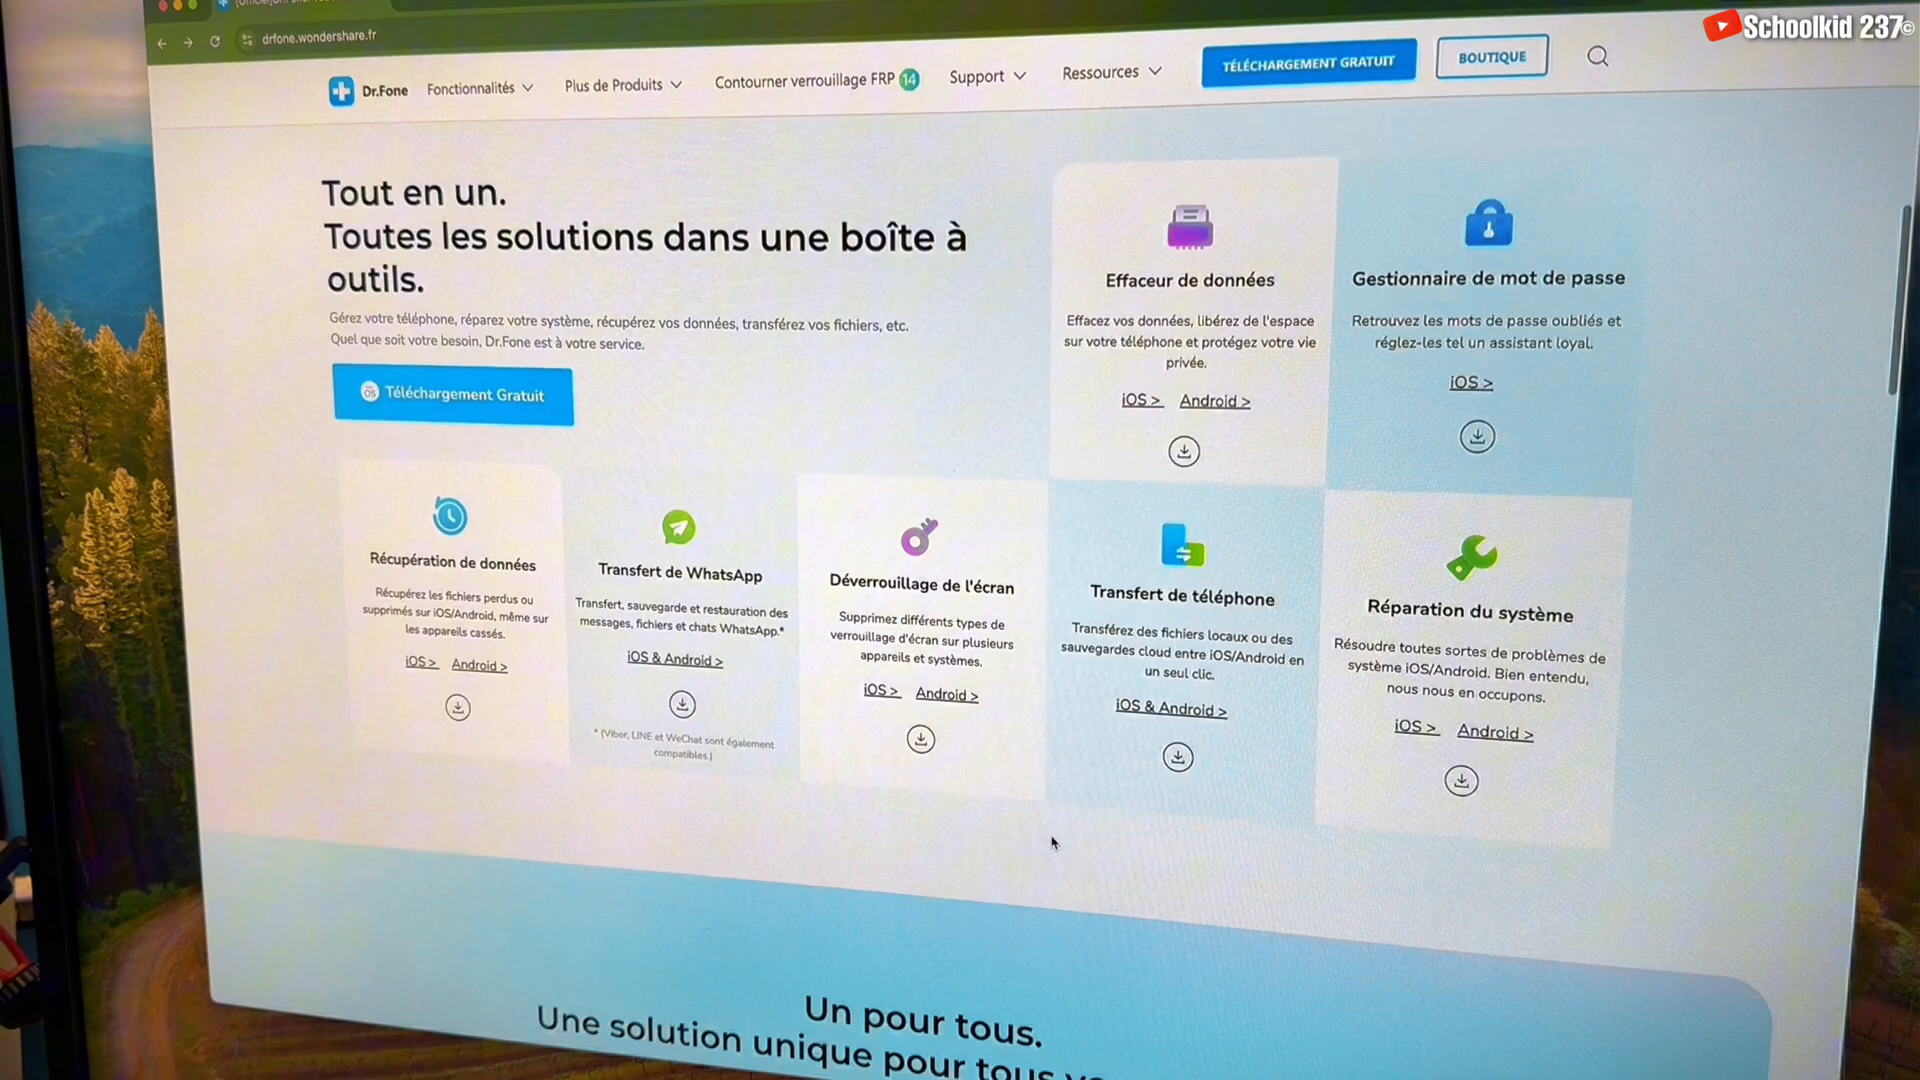 Schoolkid 237©
drfone.wondershare.fr
Dr.Fone
Fonctionnalités
Plus de Produits
Contourner verrouillage FRP 14
Support
Ressources
TÉLÉCHARGEMENT GRATUIT
BOUTIQUE
Tout en un.
Toutes les solutions dans une boîte à
outils.
Gérez votre téléphone, réparez votre système, récupérez vos données, transférez vos fichiers, etc.
Quel que soit votre besoin, Dr.Fone est à votre service.
Téléchargement Gratuit
Effaceur de données
Effacez vos données, libérez de l'espace
sur votre téléphone et protégez votre vie
privée.
iOS > Android >
Gestionnaire de mot de passe
Retrouvez les mots de passe oubliés et
réglez-les tel un assistant loyal.
iOS >
Récupération de données
Récupérez les fichiers perdus ou
supprimés sur iOS/Android, même sur
les appareils cassés.
iOS > Android >
Transfert de WhatsApp
Transfert, sauvegarde et restauration des
messages, fichiers et chats WhatsApp.*
iOS & Android >
* (Viber, LINE et WeChat sont également
compatibles.)
Déverrouillage de l'écran
Supprimez différents types de
verrouillage d'écran sur plusieurs
appareils et systèmes.
iOS > Android >
Transfert de téléphone
Transférez des fichiers locaux ou des
sauvegardes cloud entre iOS/Android en
un seul clic.
iOS & Android >
Réparation du système
Résoudre toutes sortes de problèmes de
système iOS/Android. Bien entendu,
nous nous en occupons.
iOS > Android >
Un pour tous.
Une solution unique pour tous